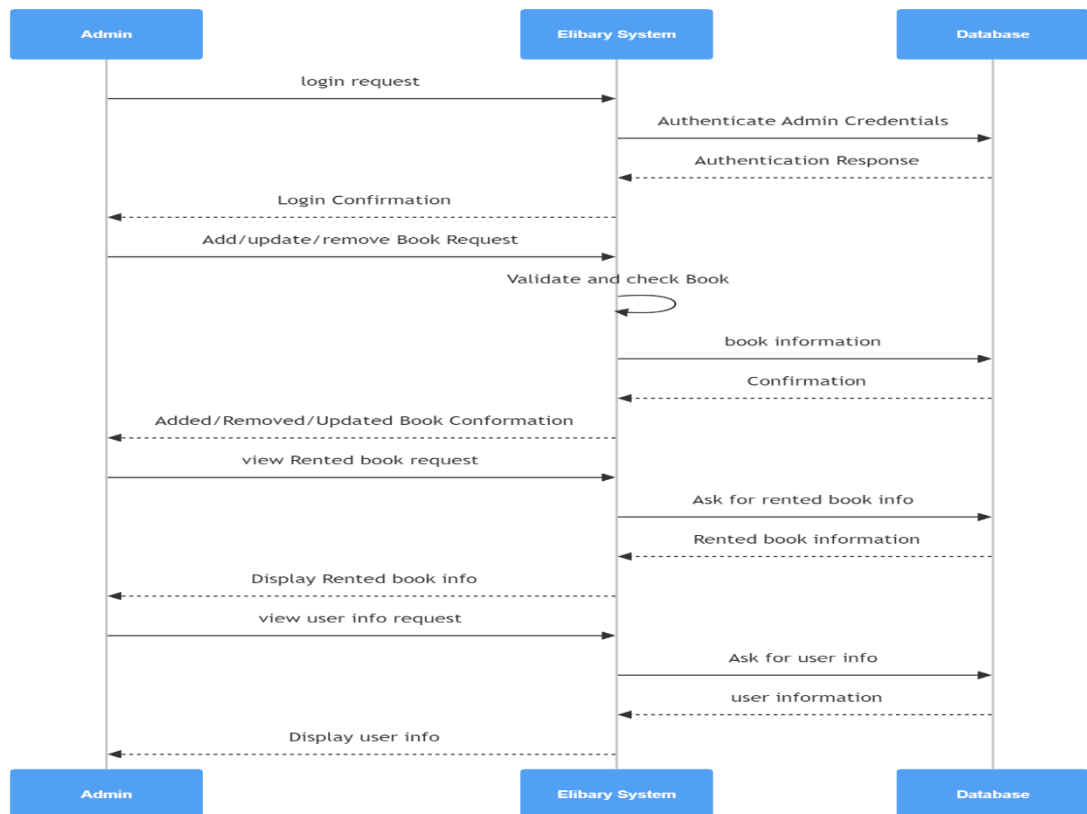 Admin
Elibary System
Database
login request
Authenticate Admin Credentials
Authentication Response
Login Confirmation
Add/update/remove Book Request
Validate and check Book
book information
Confirmation
Added/Removed/Updated Book Conformation
view Rented book request
Ask for rented book info
Rented book information
Display Rented book info
view user info request
Ask for user info
user information
Display user info
Admin
Elibary System
Database